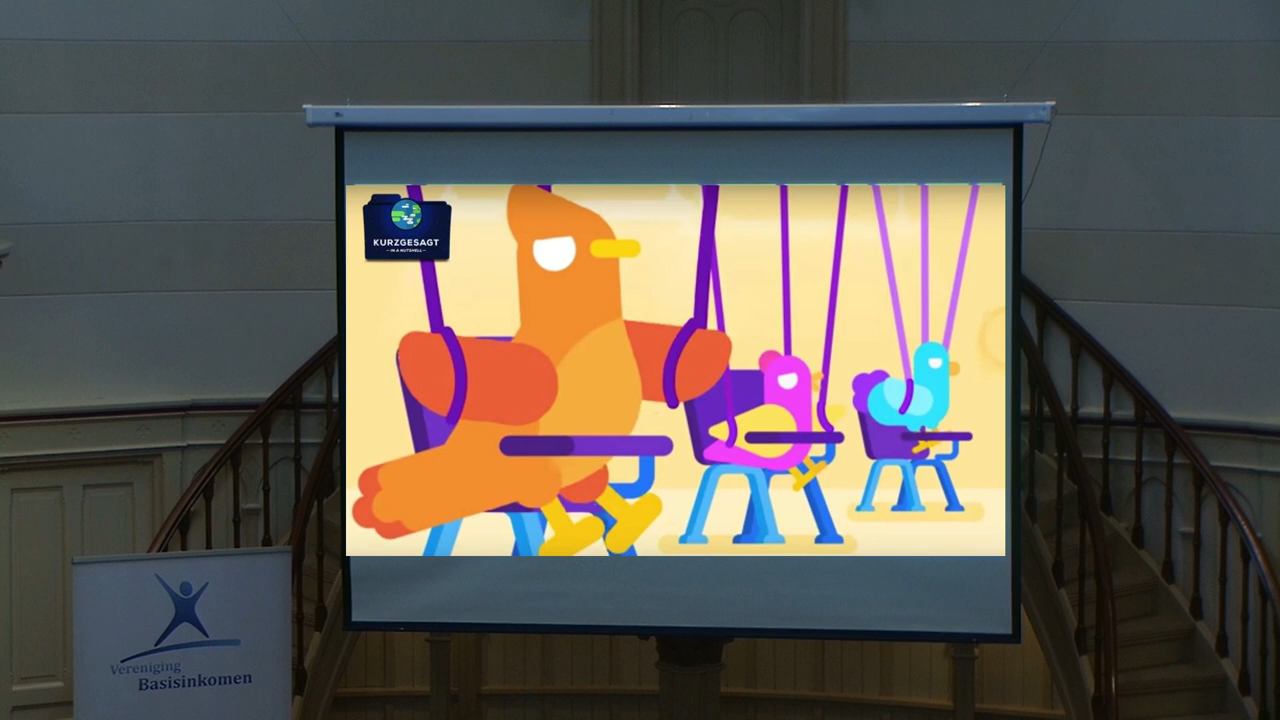 KURZGESAGT
— IN A NUTSHELL —
Vereniging
Basisinkomen